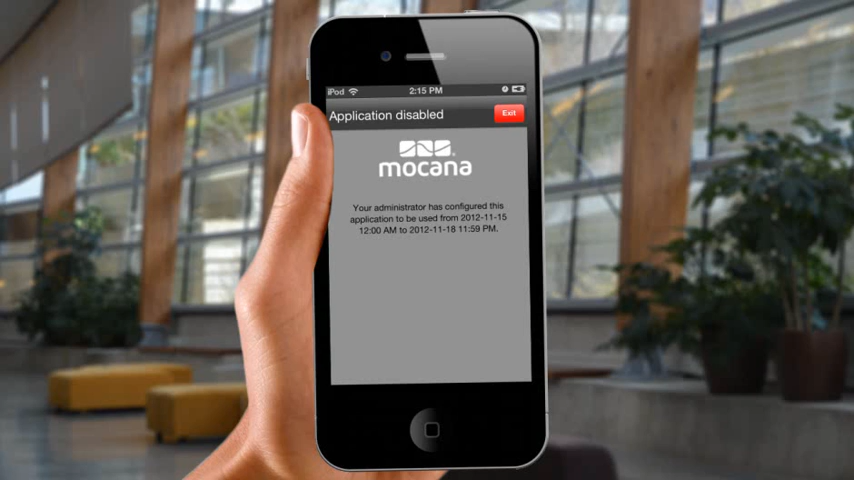 iPod 2:15 PM
Application disabled Exit
mocana
Your administrator has configured this
application to be used from 2012-11-15
12:00 AM to 2012-11-18 11:59 PM.